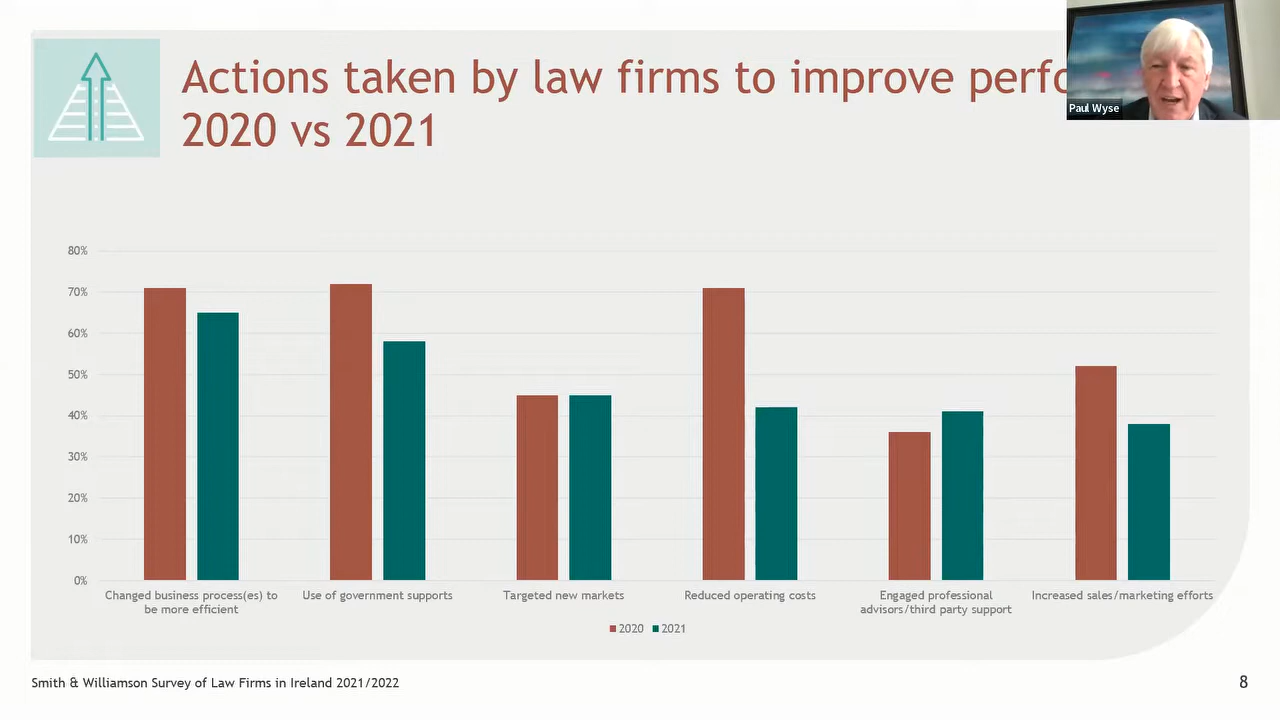 Actions taken by law firms to improve
2020 vs 2021
Paul Wyse
80%
70%
60%
50%
40%
30%
20%
10%
0%
Changed business process(es) to
be more efficient
Use of government supports
Targeted new markets
Reduced operating costs
Engaged professional
advisors/third party support
Increased sales/marketing efforts
2020 2021
Smith & Williamson Survey of Law Firms in Ireland 2021/2022
8